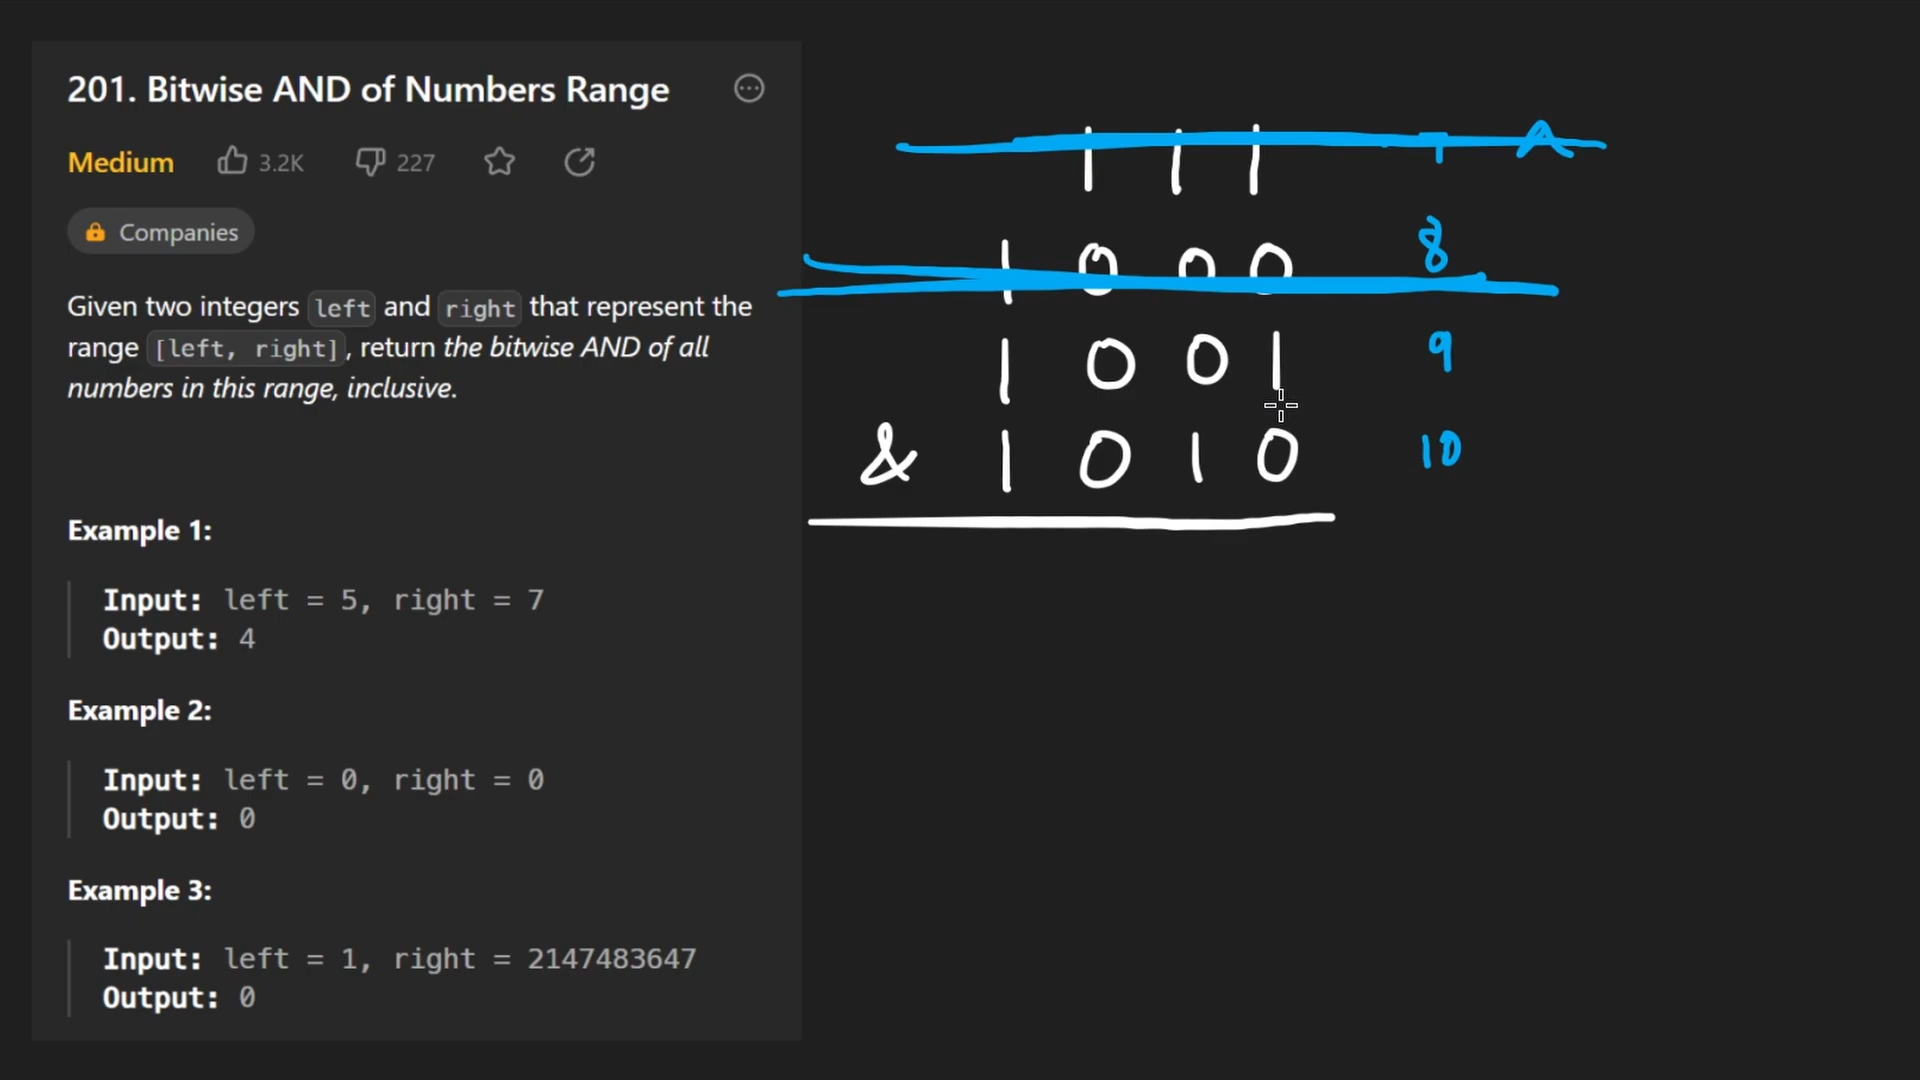 201. Bitwise AND of Numbers Range
Medium 3.2K 227
Companies
Given two integers left and right that represent the
range [left, right], return the bitwise AND of all
numbers in this range, inclusive.
Example 1:
Input: left = 5, right = 7
Output: 4
Example 2:
Input: left = 0, right = 0
Output: 0
Example 3:
Input: left = 1, right = 2147483647
Output: 0
1 1 1 7
1 0 0 0 8
1 0 0 1 9
& 1 0 1 0 10